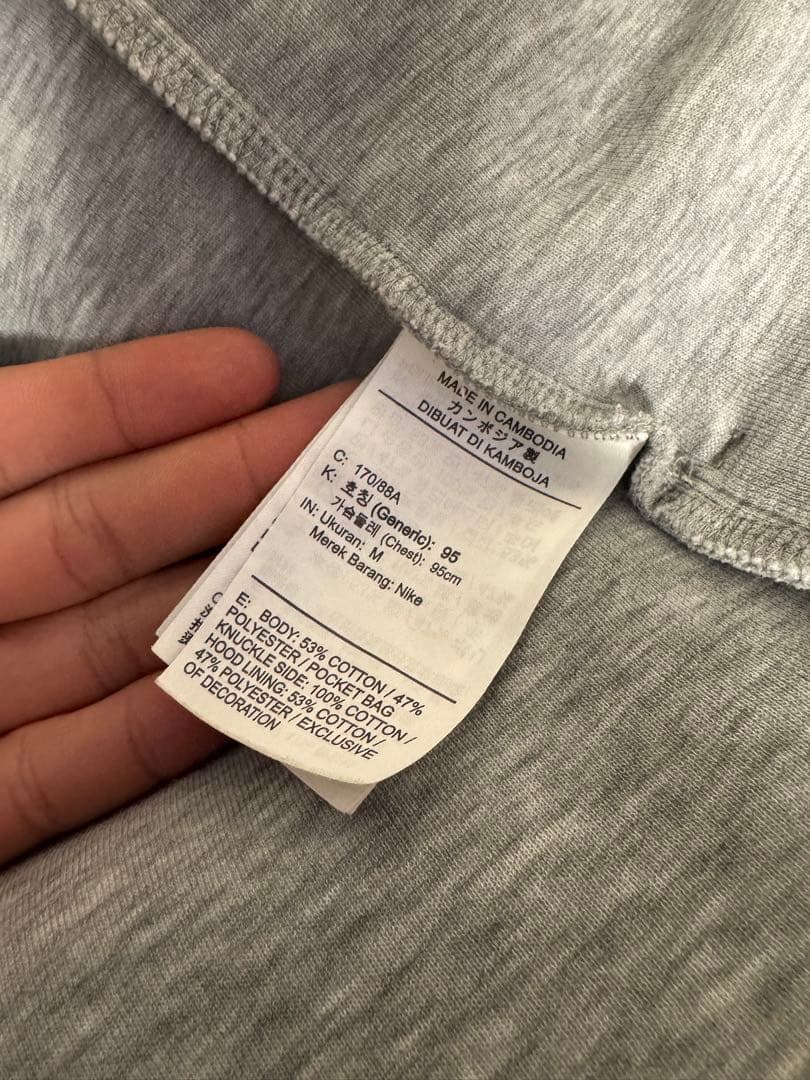 MADE IN CAMBODIA
カンボジア製
DIBUAT DI KAMBOJA
C: 170/88A
K: 호칭 (Generic): 95
가슴둘레 (Chest): 95cm
IN: Ukuran: M
Merek Barang: Nike
E: BODY: 53% COTTON / 47%
POLYESTER / POCKET BAG
KNUCKLE SIDE: 100% COTTON /
HOOD LINING: 53% COTTON /
47% POLYESTER / EXCLUSIVE
OF DECORATION